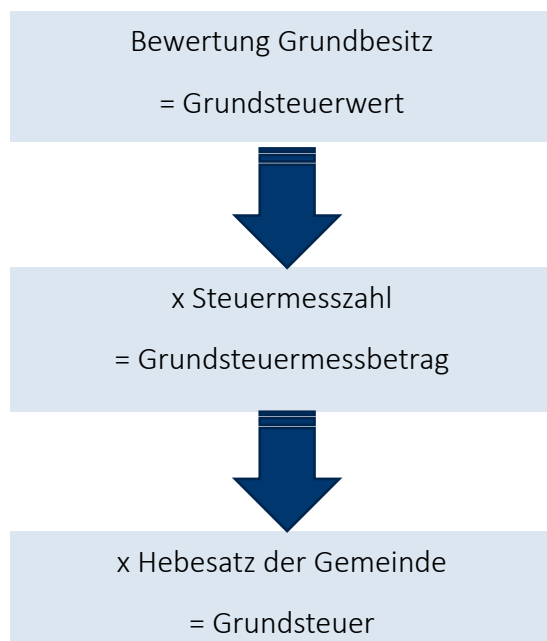 Bewertung Grundbesitz
= Grundsteuerwert
x Steuermesszahl
= Grundsteuermessbetrag
x Hebesatz der Gemeinde
= Grundsteuer